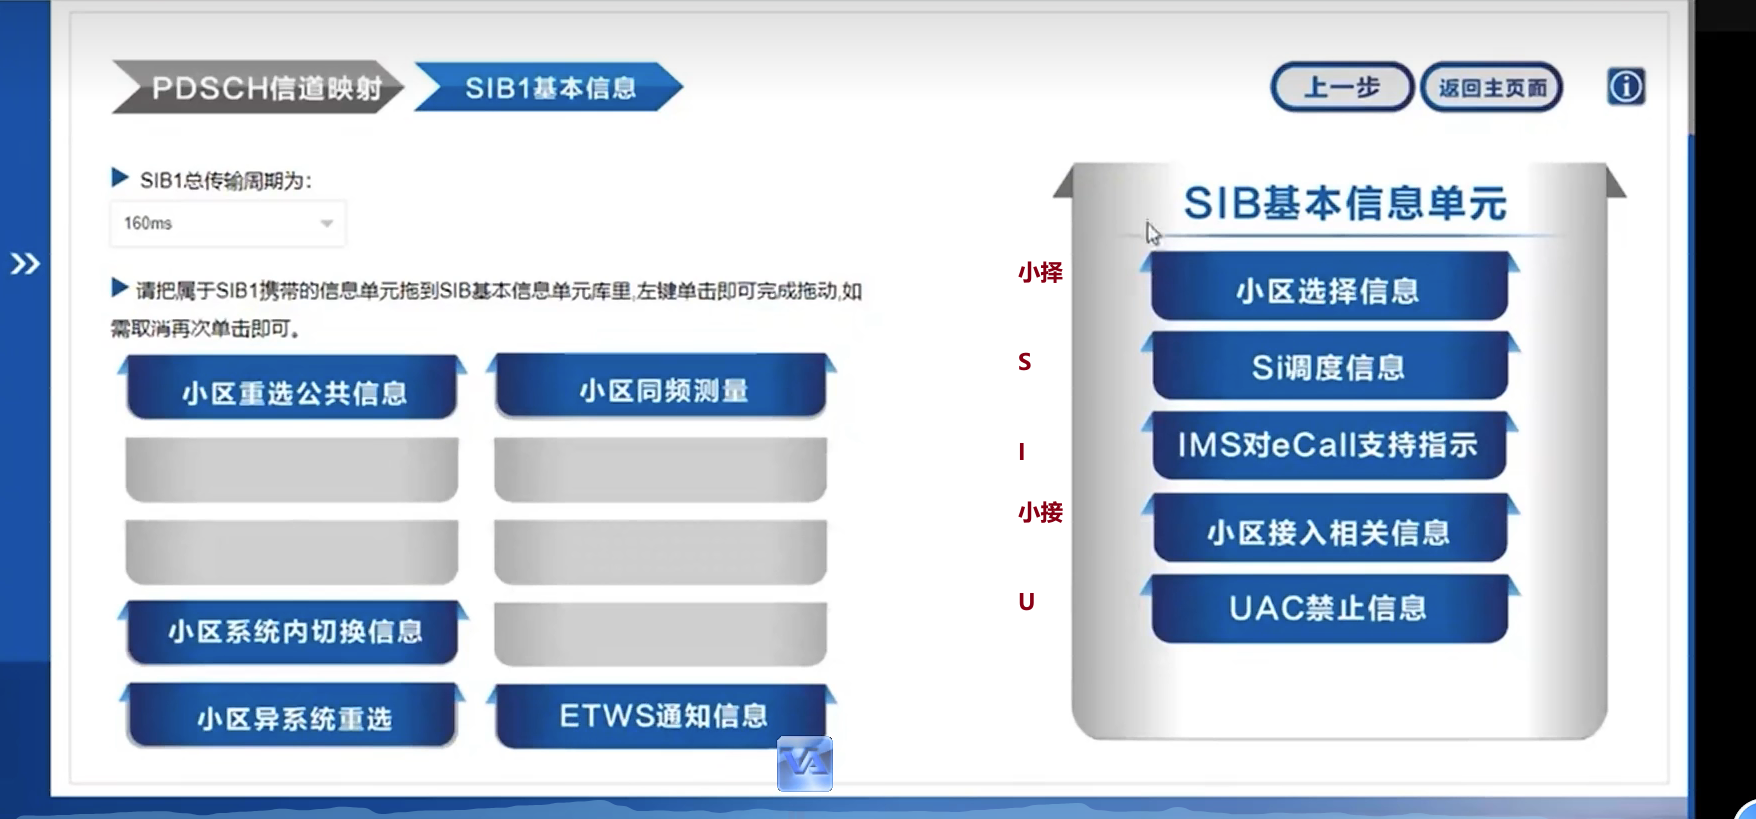 PDSCH信道映射
SIB1基本信息
上一步
返回主页面
SIB1总传输周期为:
160ms
请把属于SIB1携带的信息单元拖到SIB基本信息单元库里,左键单击即可完成拖动,如
需取消再次单击即可。
小区重选公共信息
小区同频测量
小区系统内切换信息
小区异系统重选
ETWS通知信息
VA
SIB基本信息单元
小择
小区选择信息
S
Si调度信息
I
IMS对eCall支持指示
小接
小区接入相关信息
U
UAC禁止信息